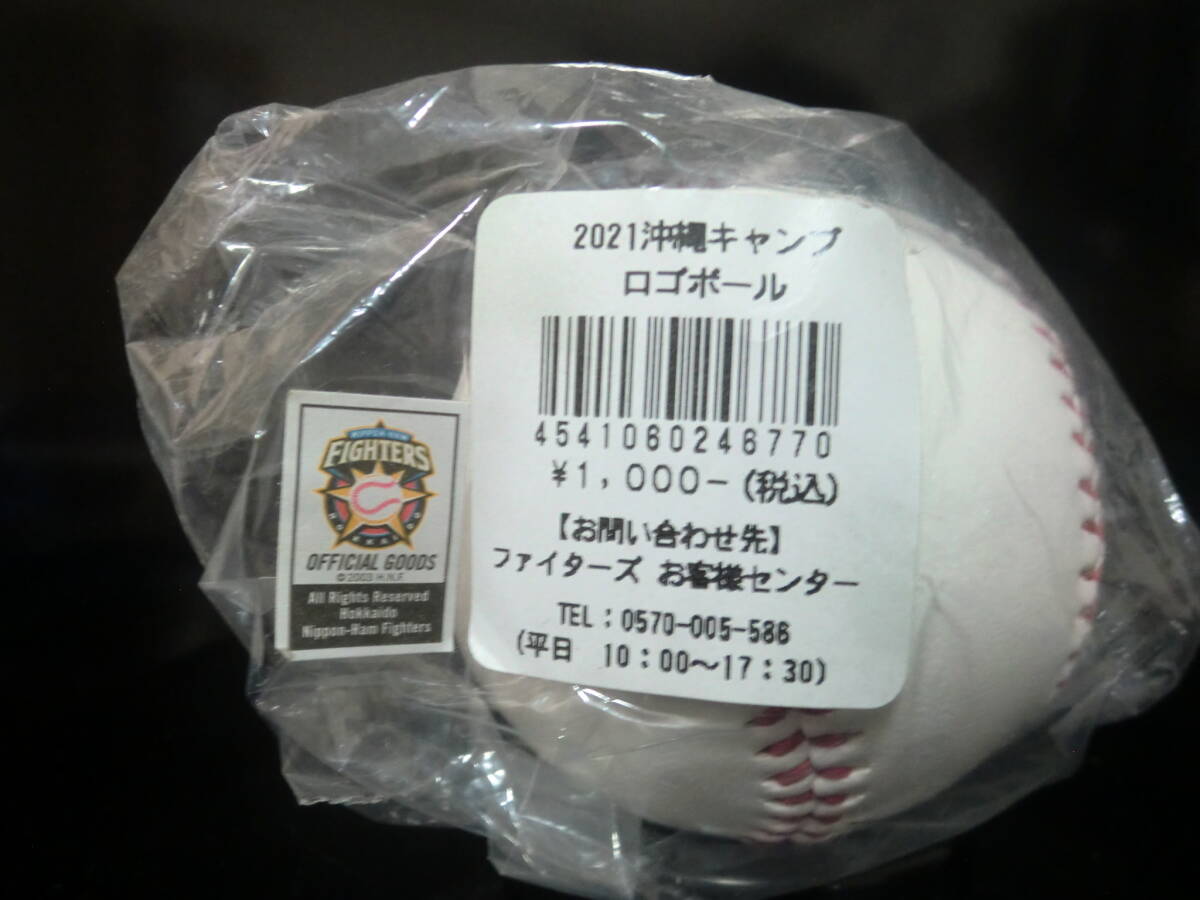 2021沖縄キャンプ
ロゴボール
4541060246770
¥1,000-(税込)
【お問い合わせ先】
ファイターズ お客様センター
TEL:0570-005-586
(平日 10:00～17:30)
NIPPON-HAM
FIGHTERS
HOKKAIDO
OFFICIAL GOODS
©2003 H.N.F
All Rights Reserved
Hokkaido
Nippon-Ham Fighters